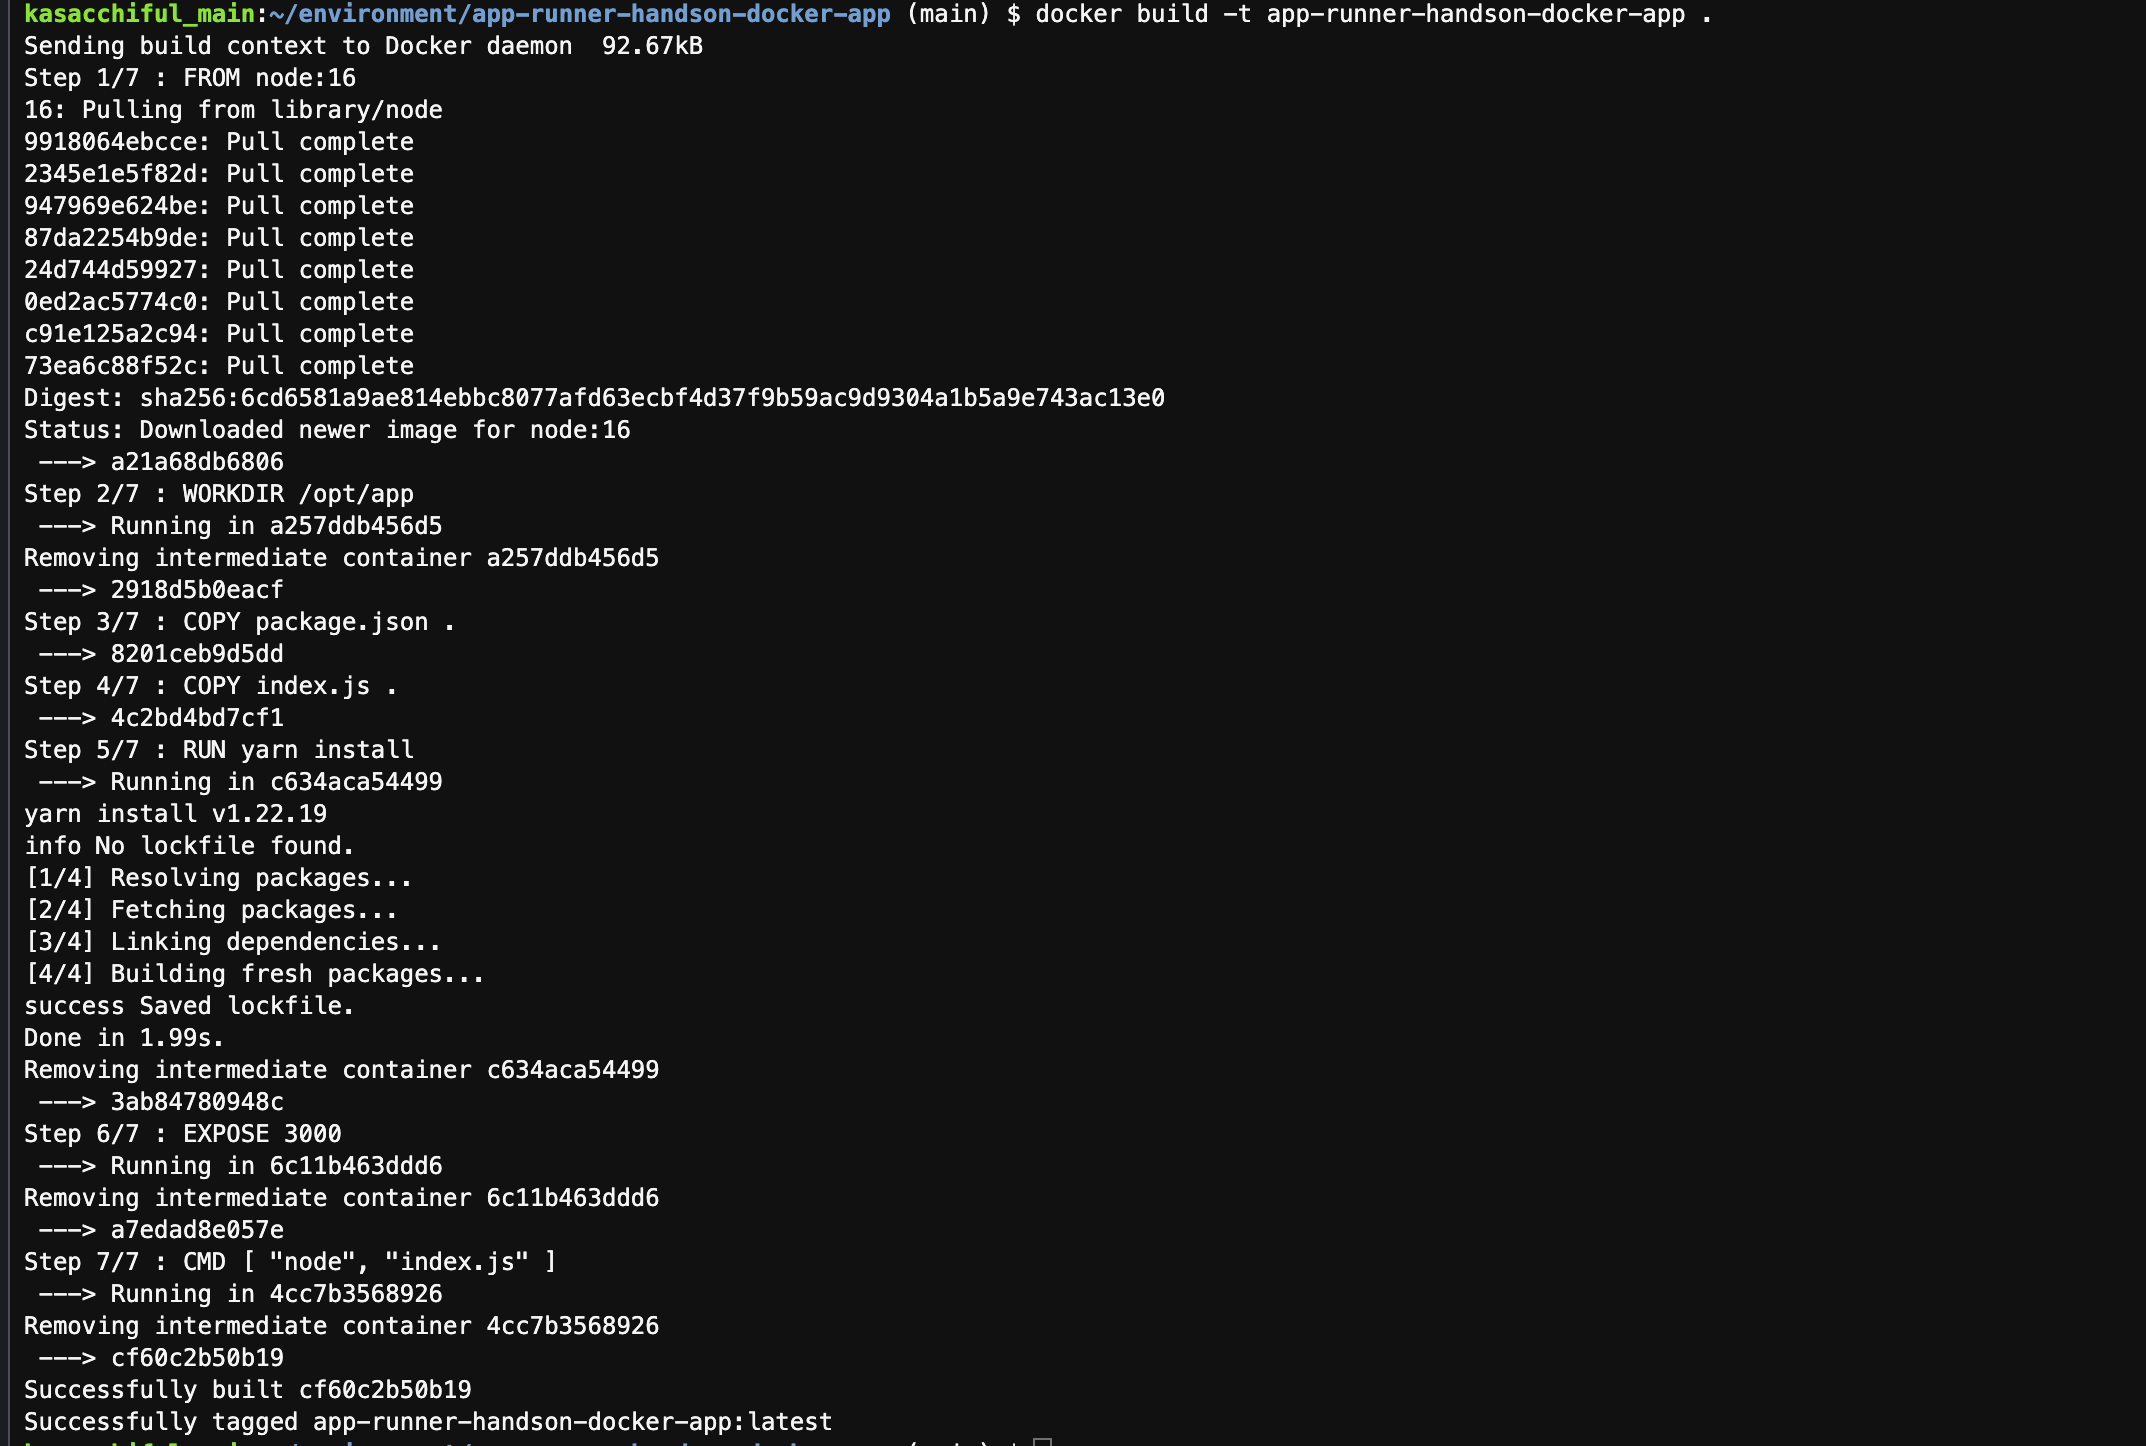 kasacchiful_main:~/environment/app-runner-handson-docker-app (main) $ docker build -t app-runner-handson-docker-app .
Sending build context to Docker daemon  92.67kB
Step 1/7 : FROM node:16
16: Pulling from library/node
9918064ebcce: Pull complete
2345e1e5f82d: Pull complete
947969e624be: Pull complete
87da2254b9de: Pull complete
24d744d59927: Pull complete
0ed2ac5774c0: Pull complete
c91e125a2c94: Pull complete
73ea6c88f52c: Pull complete
Digest: sha256:6cd6581a9ae814ebbc8077afd63ecbf4d37f9b59ac9d9304a1b5a9e743ac13e0
Status: Downloaded newer image for node:16
 ---> a21a68db6806
Step 2/7 : WORKDIR /opt/app
 ---> Running in a257ddb456d5
Removing intermediate container a257ddb456d5
 ---> 2918d5b0eacf
Step 3/7 : COPY package.json .
 ---> 8201ceb9d5dd
Step 4/7 : COPY index.js .
 ---> 4c2bd4bd7cf1
Step 5/7 : RUN yarn install
 ---> Running in c634aca54499
yarn install v1.22.19
info No lockfile found.
[1/4] Resolving packages...
[2/4] Fetching packages...
[3/4] Linking dependencies...
[4/4] Building fresh packages...
success Saved lockfile.
Done in 1.99s.
Removing intermediate container c634aca54499
 ---> 3ab84780948c
Step 6/7 : EXPOSE 3000
 ---> Running in 6c11b463ddd6
Removing intermediate container 6c11b463ddd6
 ---> a7edad8e057e
Step 7/7 : CMD [ "node", "index.js" ]
 ---> Running in 4cc7b3568926
Removing intermediate container 4cc7b3568926
 ---> cf60c2b50b19
Successfully built cf60c2b50b19
Successfully tagged app-runner-handson-docker-app:latest